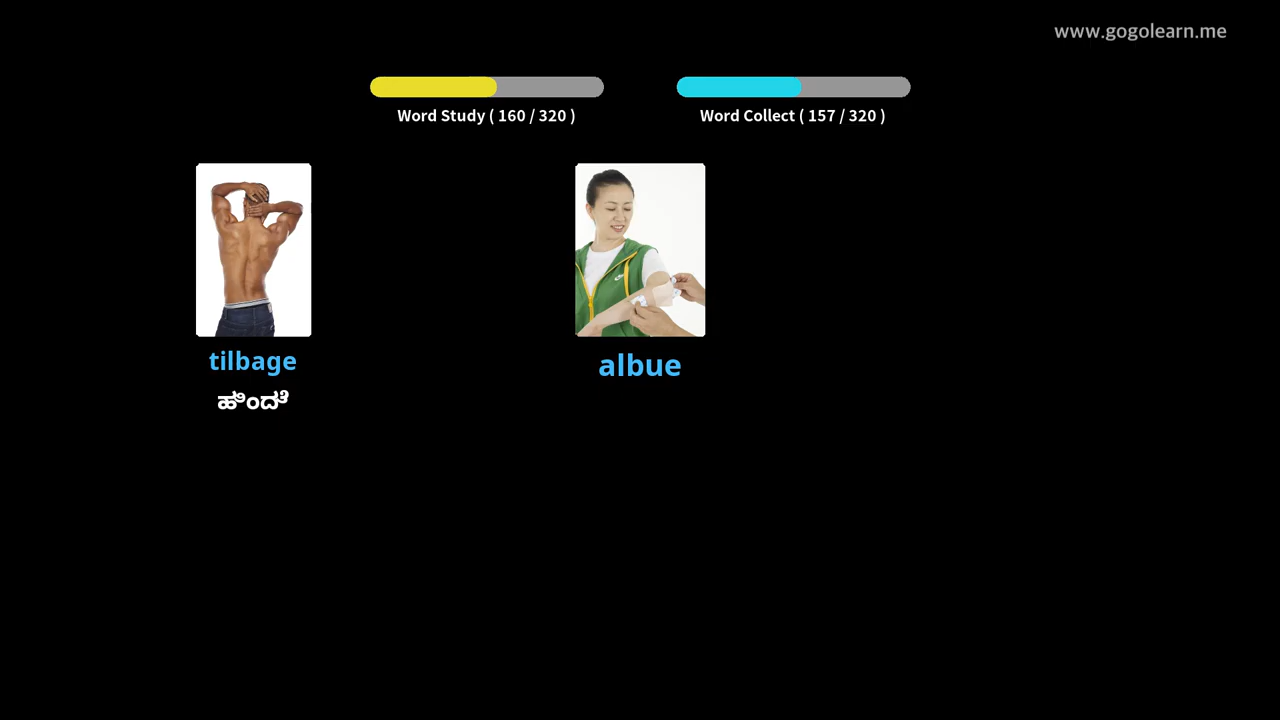 www.gogolearn.me
Word Study ( 160 / 320 )
Word Collect ( 157 / 320 )
tilbage
albue
ಹಿಂದೆ